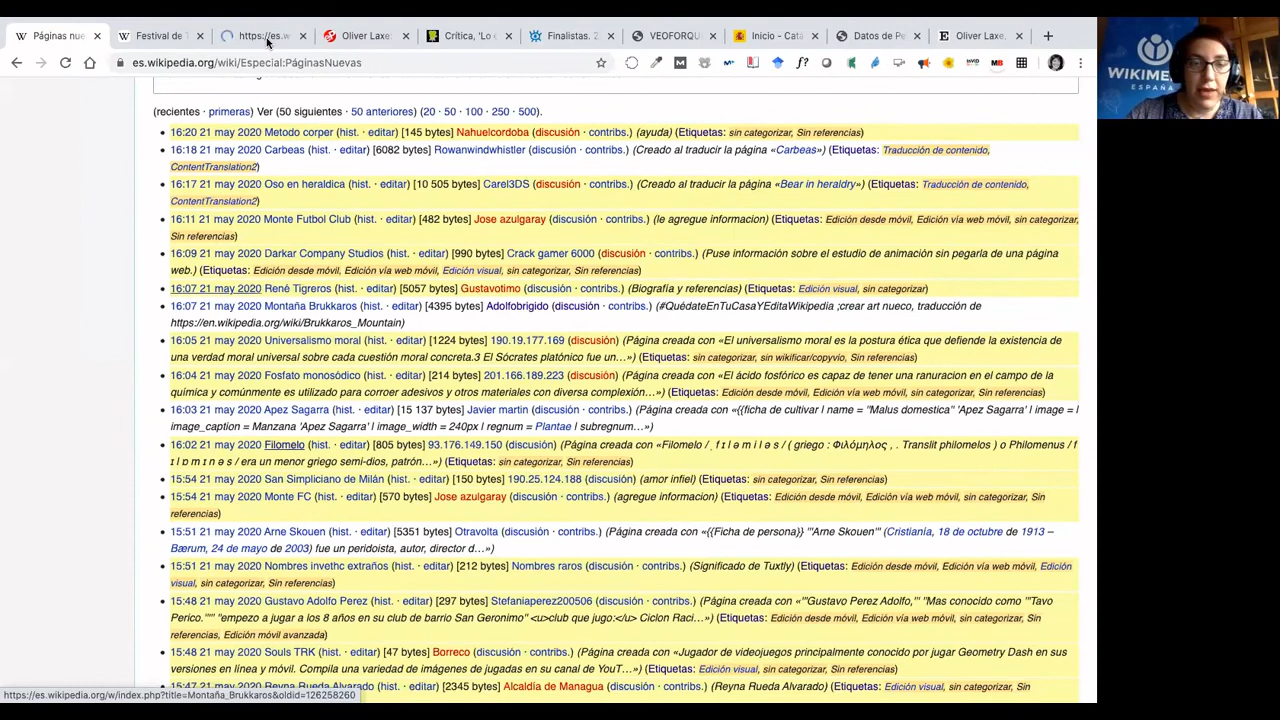 Páginas nue
Festival de T
https://es.w
Oliver Laxe:
Crítica, 'Lo
Finalistas. 2
VEOFORQU
Inicio - Catá
Datos de Pe
Oliver Laxe.
es.wikipedia.org/wiki/Especial:PáginasNuevas
WIKIME
ESPAÑA
(recientes · primeras) Ver (50 siguientes · 50 anteriores) (20 · 50 · 100 · 250 · 500).
• 16:20 21 may 2020 Metodo corper (hist. · editar) [145 bytes] Nahuelcordoba (discusión · contribs.) (ayuda) (Etiquetas: sin categorizar, Sin referencias)
• 16:18 21 may 2020 Carbeas (hist. · editar) [6082 bytes] Rowanwindwhistler (discusión · contribs.) (Creado al traducir la página «Carbeas») (Etiquetas: Traducción de contenido,
ContentTranslation2)
• 16:17 21 may 2020 Oso en heraldica (hist. · editar) [10 505 bytes] Carel3DS (discusión · contribs.) (Creado al traducir la página «Bear in heraldry») (Etiquetas: Traducción de contenido,
ContentTranslation2)
• 16:11 21 may 2020 Monte Futbol Club (hist. · editar) [482 bytes] Jose azulgaray (discusión · contribs.) (le agregue informacion) (Etiquetas: Edición desde móvil, Edición vía web móvil, sin categorizar,
Sin referencias)
• 16:09 21 may 2020 Darkar Company Studios (hist. · editar) [990 bytes] Crack gamer 6000 (discusión · contribs.) (Puse información sobre el estudio de animación sin pegarla de una página
web.) (Etiquetas: Edición desde móvil, Edición vía web móvil, Edición visual, sin categorizar, Sin referencias)
• 16:07 21 may 2020 René Tigreros (hist. · editar) [5057 bytes] Gustavotimo (discusión · contribs.) (Biografía y referencias) (Etiquetas: Edición visual, sin categorizar)
• 16:07 21 may 2020 Montaña Brukkaros (hist. · editar) [4395 bytes] Adolfobrigido (discusión · contribs.) (#QuédateEnTuCasaYEditaWikipedia ;crear art nueco, traducción de
https://en.wikipedia.org/wiki/Brukkaros_Mountain)
• 16:05 21 may 2020 Universalismo moral (hist. · editar) [1224 bytes] 190.19.177.169 (discusión) (Página creada con «El universalismo moral es la postura ética que defiende la existencia de
una verdad moral universal sobre cada cuestión moral concreta.3 El Sócrates platónico fue un...») (Etiquetas: sin categorizar, sin wikificar/copyvio, Sin referencias)
• 16:04 21 may 2020 Fosfato monosódico (hist. · editar) [214 bytes] 201.166.189.223 (discusión) (Página creada con «El ácido fosfórico es capaz de tener una ranuracion en el campo de la
química y comúnmente es utilizado para corroer adesivos y otros materiales con diversa complexión...») (Etiquetas: Edición desde móvil, Edición vía web móvil, sin categorizar, Sin referencias)
• 16:03 21 may 2020 Apez Sagarra (hist. · editar) [15 137 bytes] Javier martin (discusión · contribs.) (Página creada con «{{ficha de cultivar | name = "Malus domestica" 'Apez Sagarra' | image = |
image_caption = Manzana 'Apez Sagarra' | image_width = 240px | regnum = Plantae | subregnum...»)
• 16:02 21 may 2020 Filomelo (hist. · editar) [805 bytes] 93.176.149.150 (discusión) (Página creada con «Filomelo / ˌ f ɪ l ə m i l ə s / ( griego : Φιλόμηλος , . Translit philomelos ) o Philomenus / f
ɪ l ɒ m ɪ n ə s / era un menor griego semi-dios, patrón...») (Etiquetas: sin categorizar, Sin referencias)
• 15:54 21 may 2020 San Simpliciano de Milán (hist. · editar) [150 bytes] 190.25.124.188 (discusión) (amor infiel) (Etiquetas: sin categorizar, Sin referencias)
• 15:54 21 may 2020 Monte FC (hist. · editar) [570 bytes] Jose azulgaray (discusión · contribs.) (agregue informacion) (Etiquetas: Edición desde móvil, Edición vía web móvil, sin categorizar, Sin
referencias)
• 15:51 21 may 2020 Arne Skouen (hist. · editar) [5351 bytes] Otravolta (discusión · contribs.) (Página creada con «{{Ficha de persona}} '''Arne Skouen''' (Cristianía, 18 de octubre de 1913 –
Bærum, 24 de mayo de 2003) fue un peridoista, autor, director d...»)
• 15:51 21 may 2020 Nombres invethc extraños (hist. · editar) [212 bytes] Nombres raros (discusión · contribs.) (Significado de Tuxtly) (Etiquetas: Edición desde móvil, Edición vía web móvil, Edición
visual, sin categorizar, Sin referencias)
• 15:48 21 may 2020 Gustavo Adolfo Perez (hist. · editar) [297 bytes] Stefaniaperez200506 (discusión · contribs.) (Página creada con «'''Gustavo Perez Adolfo,''' "Mas conocido como '''Tavo
Perico.''''' "empezo a jugar a los 8 años en su club de barrio San Geronimo" <u>club que jugo:</u> Ciclon Raci...») (Etiquetas: Edición desde móvil, Edición vía web móvil, sin categorizar, Sin
referencias, Edición móvil avanzada)
• 15:48 21 may 2020 Souls TRK (hist. · editar) [47 bytes] Borreco (discusión · contribs.) (Página creada con «Jugador de videojuegos principalmente conocido por jugar Geometry Dash en sus
versiones en línea y móvil. Compila una variedad de imágenes de jugadas en su canal de YouT...») (Etiquetas: Edición visual, sin categorizar, Sin referencias)
• 15:47 21 may 2020 Reyna Rueda Alvarado (hist. · editar) [2345 bytes] Alcaldía de Managua (discusión · contribs.) (Reyna Rueda Alvarado) (Etiquetas: Edición visual, sin categorizar, Sin
https://es.wikipedia.org/w/index.php?title=Montaña_Brukkaros&oldid=126258260